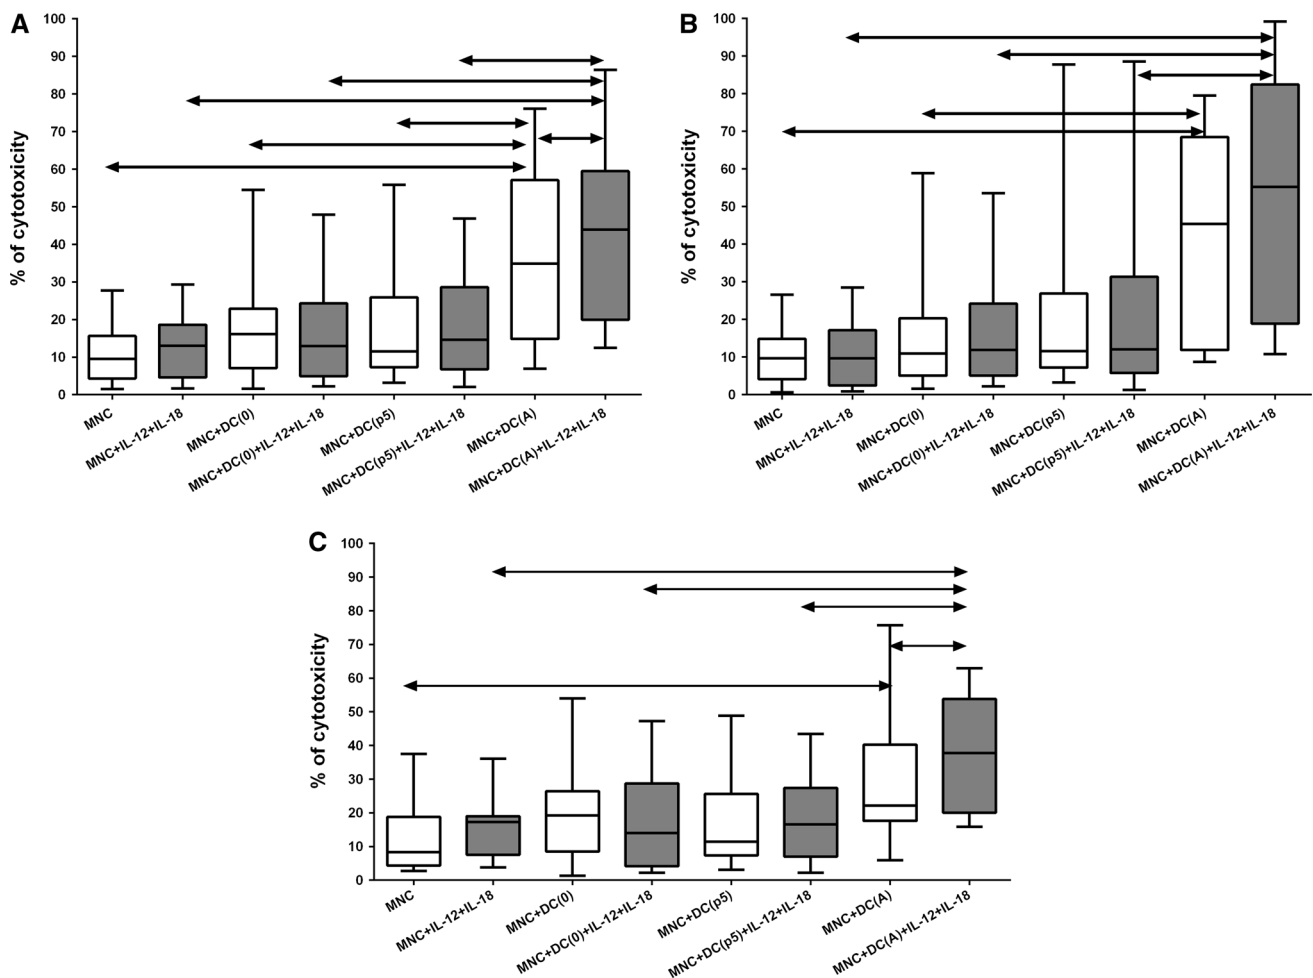 A
% of cytotoxicity
100
90
80
70
60
50
40
30
20
10
0
MNC
MNC+IL-12+IL-18
MNC+DC(0)
MNC+DC(0)+IL-12+IL-18
MNC+DC(p5)
MNC+DC(p5)+IL-12+IL-18
MNC+DC(A)
MNC+DC(A)+IL-12+IL-18
B
% of cytotoxicity
100
90
80
70
60
50
40
30
20
10
0
MNC
MNC+IL-12+IL-18
MNC+DC(0)
MNC+DC(0)+IL-12+IL-18
MNC+DC(p5)
MNC+DC(p5)+IL-12+IL-18
MNC+DC(A)
MNC+DC(A)+IL-12+IL-18
C
% of cytotoxicity
100
90
80
70
60
50
40
30
20
10
0
MNC
MNC+IL-12+IL-18
MNC+DC(0)
MNC+DC(0)+IL-12+IL-18
MNC+DC(p5)
MNC+DC(p5)+IL-12+IL-18
MNC+DC(A)
MNC+DC(A)+IL-12+IL-18